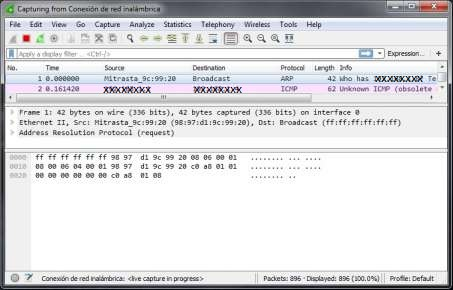 Capturing from Conexión de red inalámbrica
File Edit View Go Capture Analyze Statistics Telephony Wireless Tools Help
Apply a display filter ... <Ctrl-/> Expression... +
No. Time Source Destination Protocol Length Info
1 0.000000 Mitrasta_9c:99:20 Broadcast ARP 42 Who has Te
2 0.161420 ICMP 62 Unknown ICMP (obsolete
Frame 1: 42 bytes on wire (336 bits), 42 bytes captured (336 bits) on interface 0
Ethernet II, Src: Mitrasta_9c:99:20 (98:97:d1:9c:99:20), Dst: Broadcast (ff:ff:ff:ff:ff:ff)
Address Resolution Protocol (request)
0000 ff ff ff ff ff ff 98 97 d1 9c 99 20 08 06 00 01 ........ ... ....
0010 08 00 06 04 00 01 98 97 d1 9c 99 20 c0 a8 01 01 ........ ... ....
0020 00 00 00 00 00 00 c0 a8 01 08 ........ ..
Conexión de red inalámbrica: <live capture in progress> Packets: 896 · Displayed: 896 (100.0%) Profile: Default